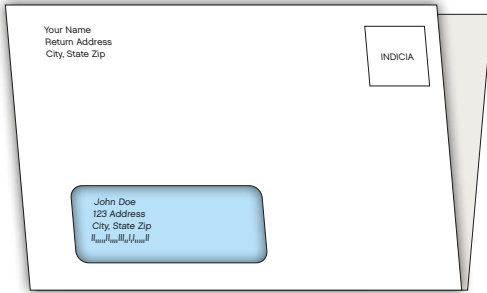 Your Name
Return Address
City, State Zip
INDICIA
John Doe
123 Address
City, State Zip